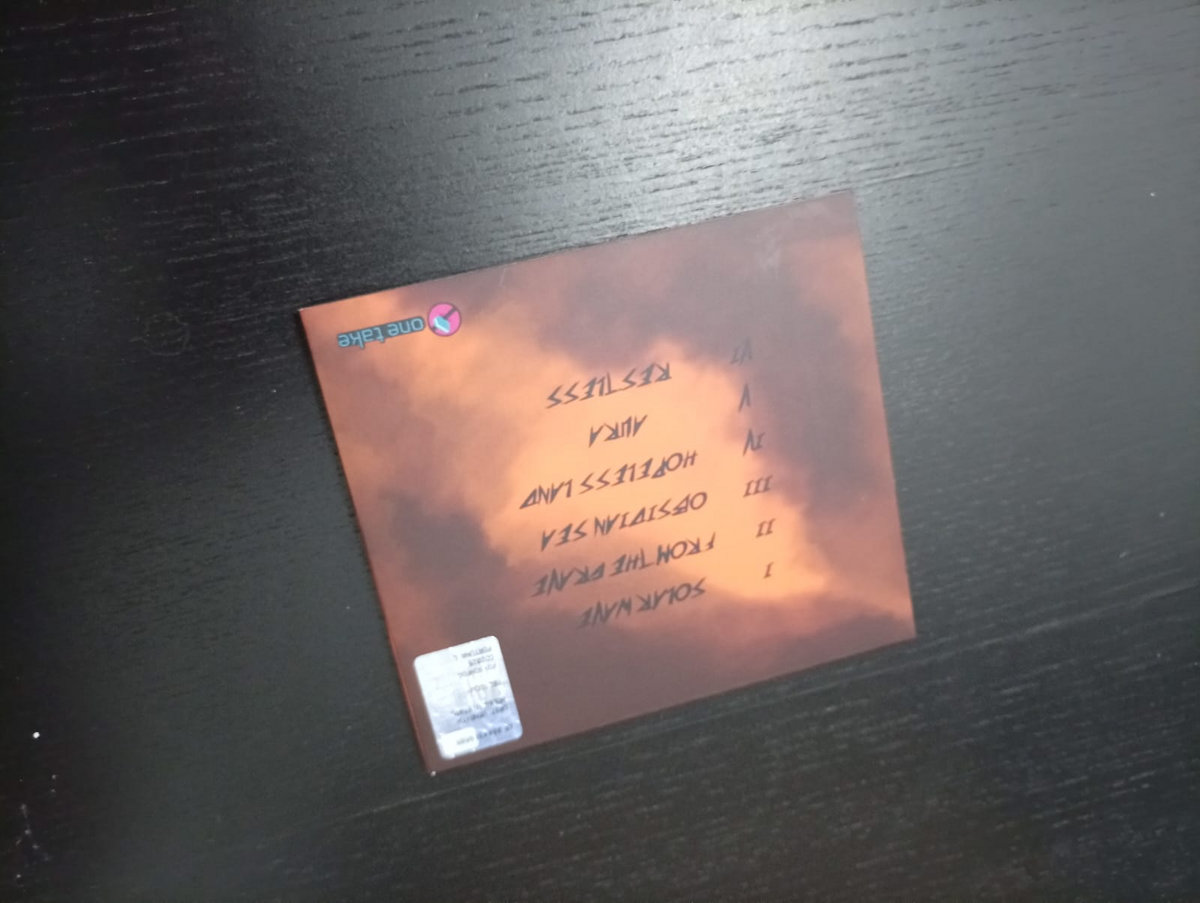 I SOLAR WAVE
II FROM THE GRAVE
III OBSIDIAN SEA
IV HOPELESS LAND
V AURA
VI RESTLESS
one take